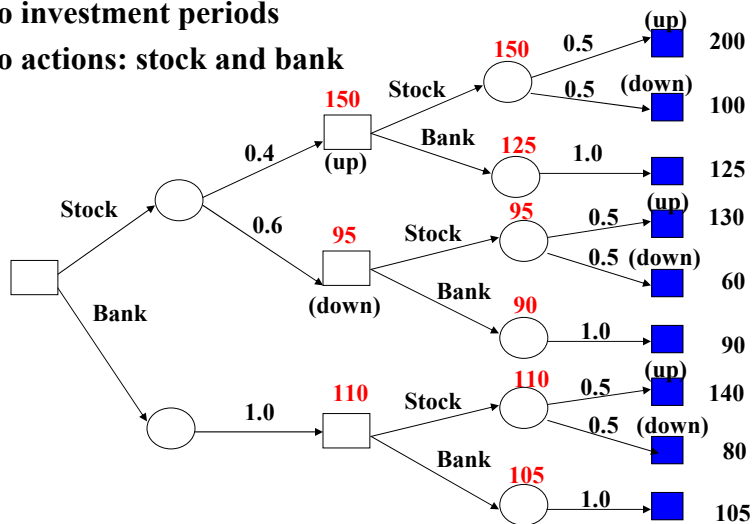 o investment periods
o actions: stock and bank
(up)
200
150
0.5
0.5
(down)
100
Stock
150
Bank
125
1.0
125
0.4
(up)
Stock
0.6
(up)
130
95
0.5
Stock
95
0.5
(down)
60
(down)
Bank
90
1.0
90
Bank
(up)
140
110
0.5
110
Stock
0.5
(down)
80
1.0
Bank
105
1.0
105